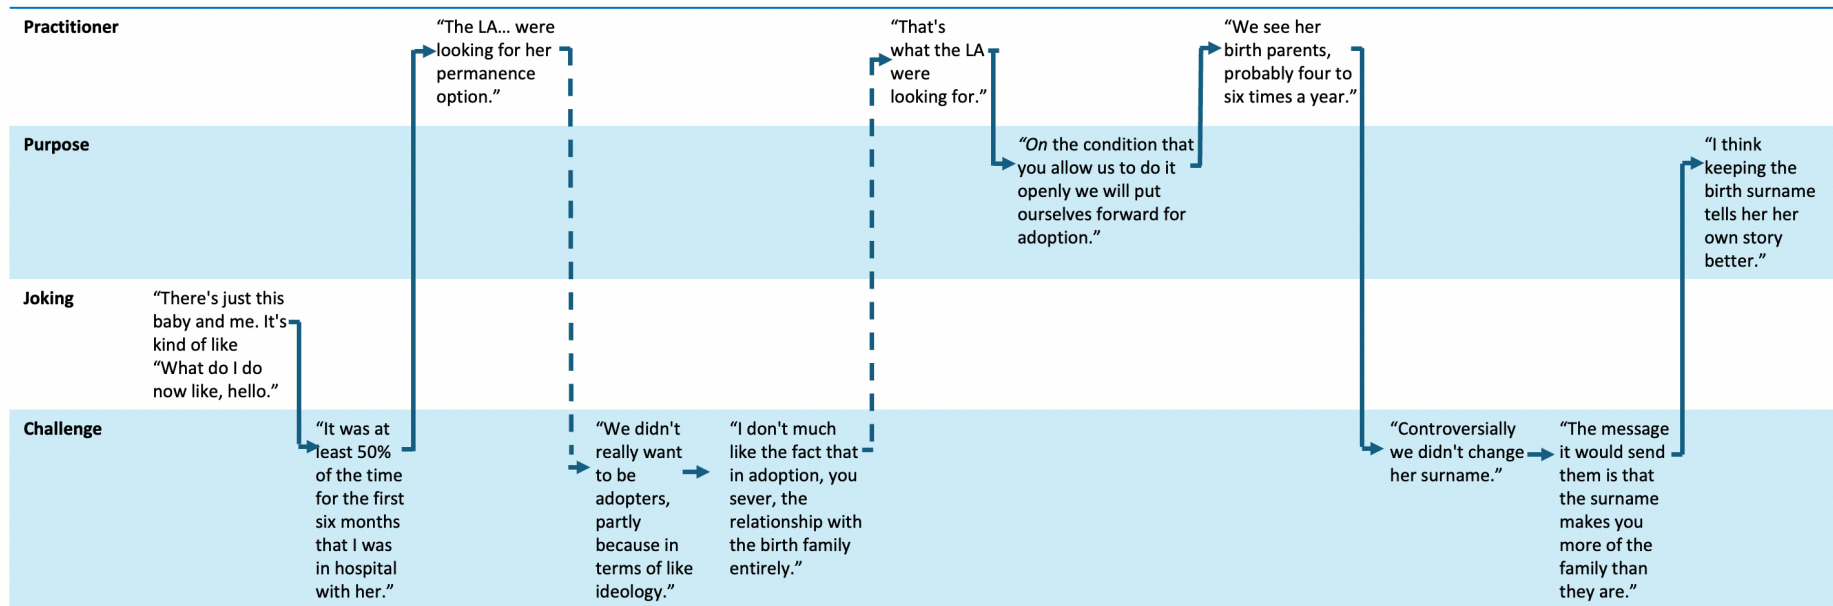 Practitioner
“The LA... were
looking for her
permanence
option.”
“That's
what the LA
were
looking for.”
“We see her
birth parents,
probably four to
six times a year.”
Purpose
“On the condition that
you allow us to do it
openly we will put
ourselves forward for
adoption.”
“I think
keeping the
birth surname
tells her her
own story
better.”
Joking
“There's just this
baby and me. It's
kind of like
“What do I do
now like, hello.”
Challenge
“It was at
least 50%
of the time
for the first
six months
that I was
in hospital
with her.”
“We didn't
really want
to be
adopters,
partly
because in
terms of like
ideology.”
“I don't much
like the fact that
in adoption, you
sever, the
relationship with
the birth family
entirely.”
“Controversially
we didn't change
her surname.”
“The message
it would send
them is that
the surname
makes you
more of the
family than
they are.”